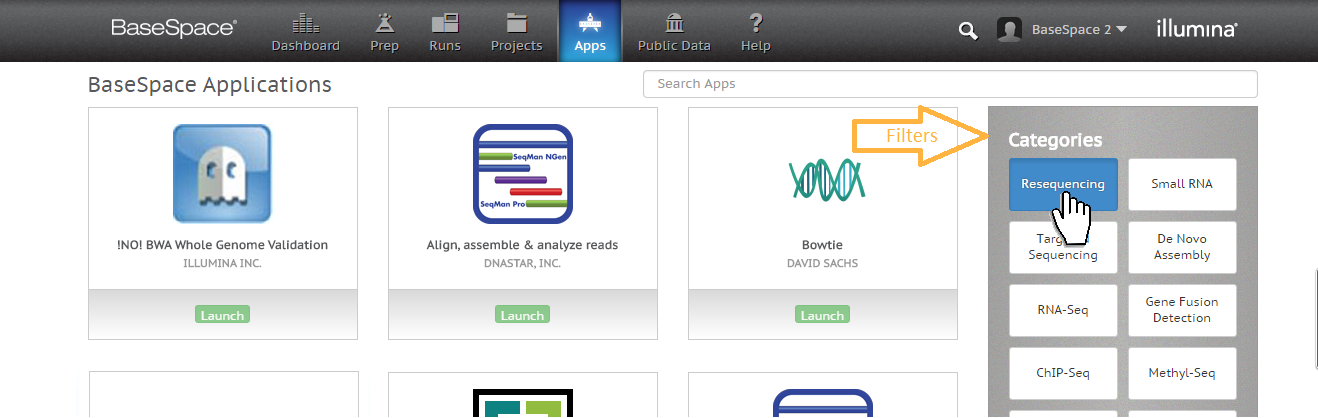 BaseSpace®
Dashboard
Prep
Runs
Projects
Apps
Public Data
?
Help
BaseSpace 2
illumina®
BaseSpace Applications
Search Apps
Filters
SeqMan NGen
SeqMan Pro
!NO! BWA Whole Genome Validation
ILLUMINA INC.
Launch
Align, assemble & analyze reads
DNASTAR, INC.
Launch
Bowtie
DAVID SACHS
Launch
Categories
Resequencing
Small RNA
Sequencing
De Novo
Assembly
RNA-Seq
Gene Fusion
Detection
ChIP-Seq
Methyl-Seq